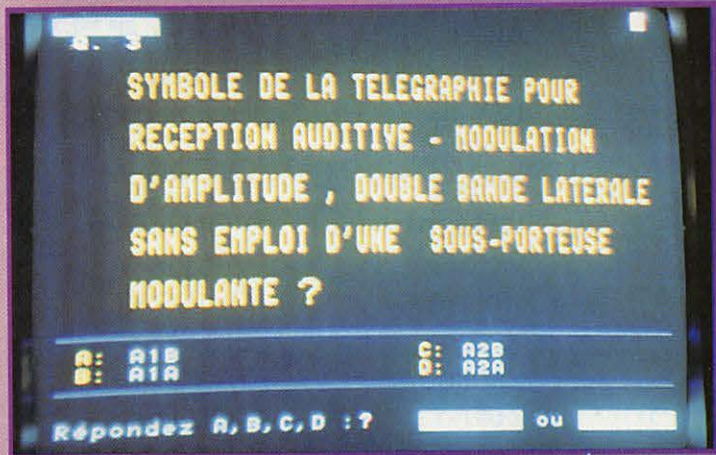 Q. 3
SYMBOLE DE LA TELEGRAPHIE POUR
RECEPTION AUDITIVE - MODULATION
D'AMPLITUDE , DOUBLE BANDE LATERALE
SANS EMPLOI D'UNE SOUS-PORTEUSE
MODULANTE ?
A: A1B
B: A1A
C: A2B
D: A2A
Répondez A,B,C,D :? ou